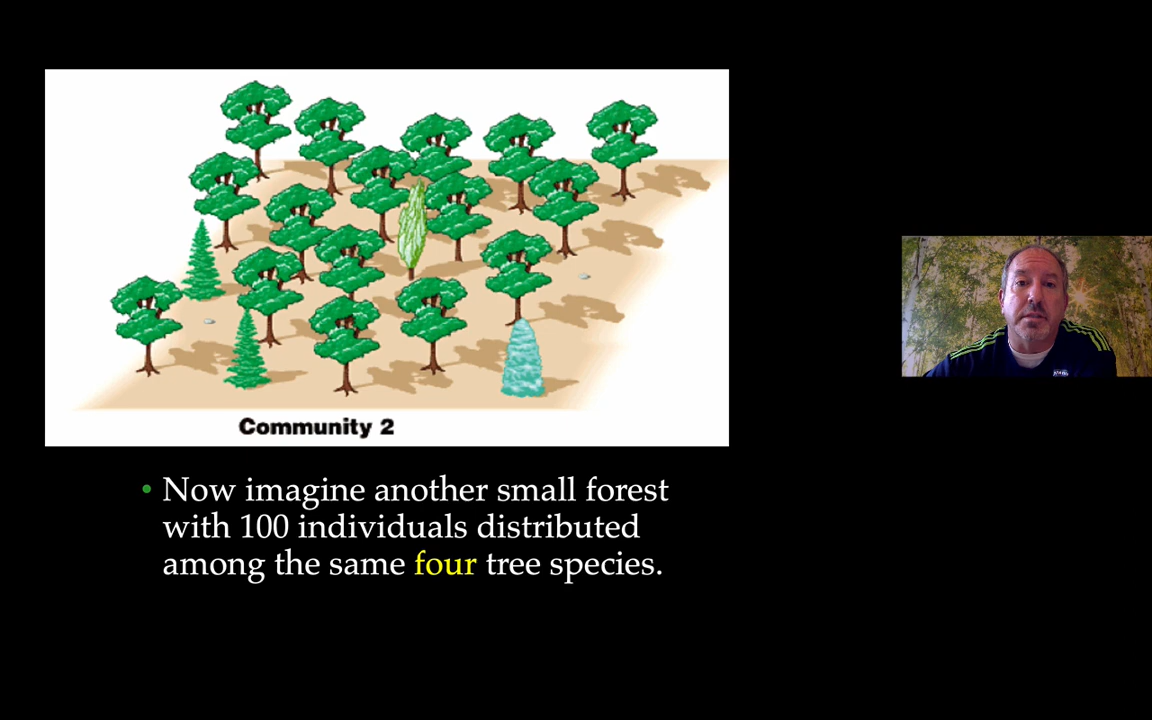 Community 2
• Now imagine another small forest
with 100 individuals distributed
among the same four tree species.